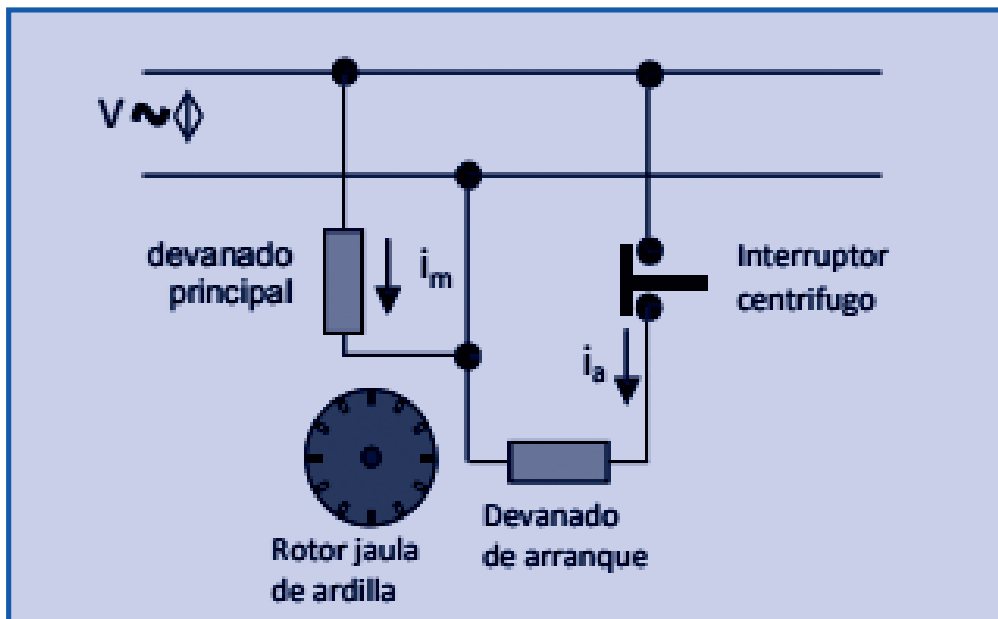 V ~
devanado
principal
i_m
Interruptor
centrifugo
i_a
Rotor jaula
de ardilla
Devanado
de arranque